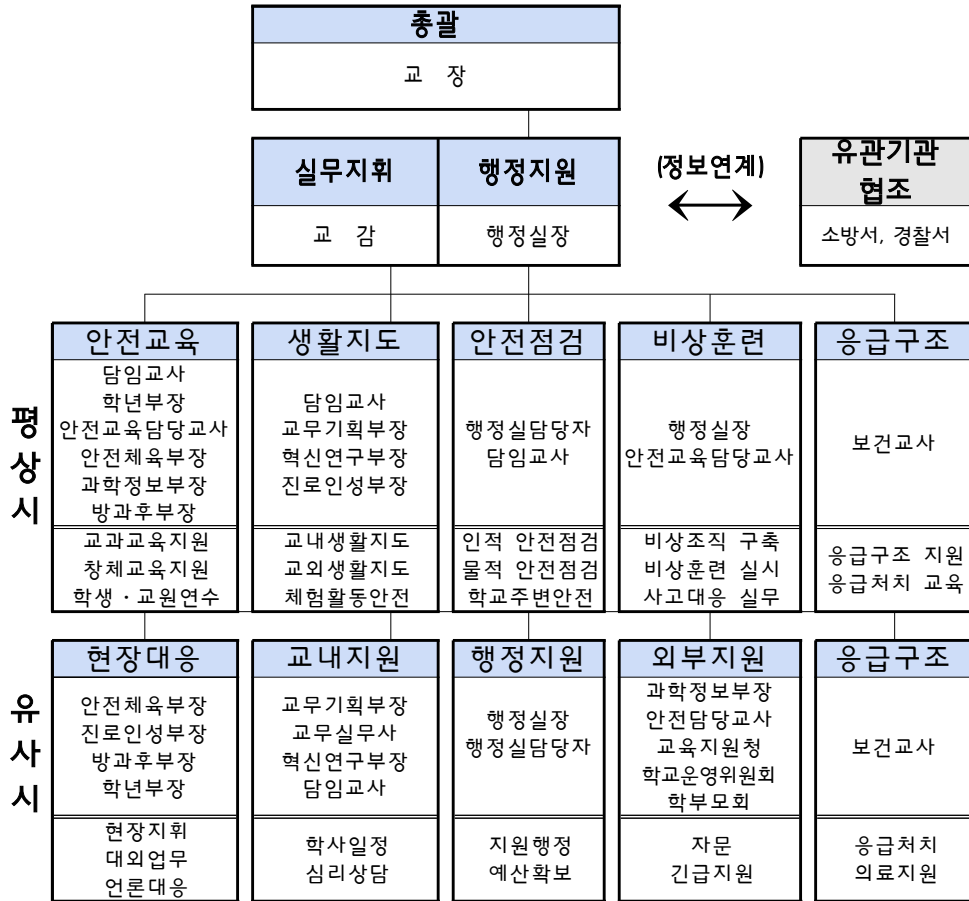 총괄
교 장
실무지휘
행정지원
(정보연계)
유관기관
협조
교 감
행정실장
소방서, 경찰서
평상시
안전교육
담임교사
학년부장
안전교육담당교사
안전체육부장
과학정보부장
방과후부장
교과교육지원
창체교육지원
학생·교원연수
생활지도
담임교사
교무기획부장
혁신연구부장
진로인성부장
교내생활지도
교외생활지도
체험활동안전
안전점검
행정실담당자
담임교사
인적 안전점검
물적 안전점검
학교주변안전
비상훈련
행정실장
안전교육담당교사
비상조직 구축
비상훈련 실시
사고대응 실무
응급구조
보건교사
응급구조 지원
응급처치 교육
유사시
현장대응
안전체육부장
진로인성부장
방과후부장
학년부장
현장지휘
대외업무
언론대응
교내지원
교무기획부장
교무실무사
혁신연구부장
담임교사
학사일정
심리상담
행정지원
행정실장
행정실담당자
지원행정
예산확보
외부지원
과학정보부장
안전담당교사
교육지원청
학교운영위원회
학부모회
자문
긴급지원
응급구조
보건교사
응급처치
의료지원